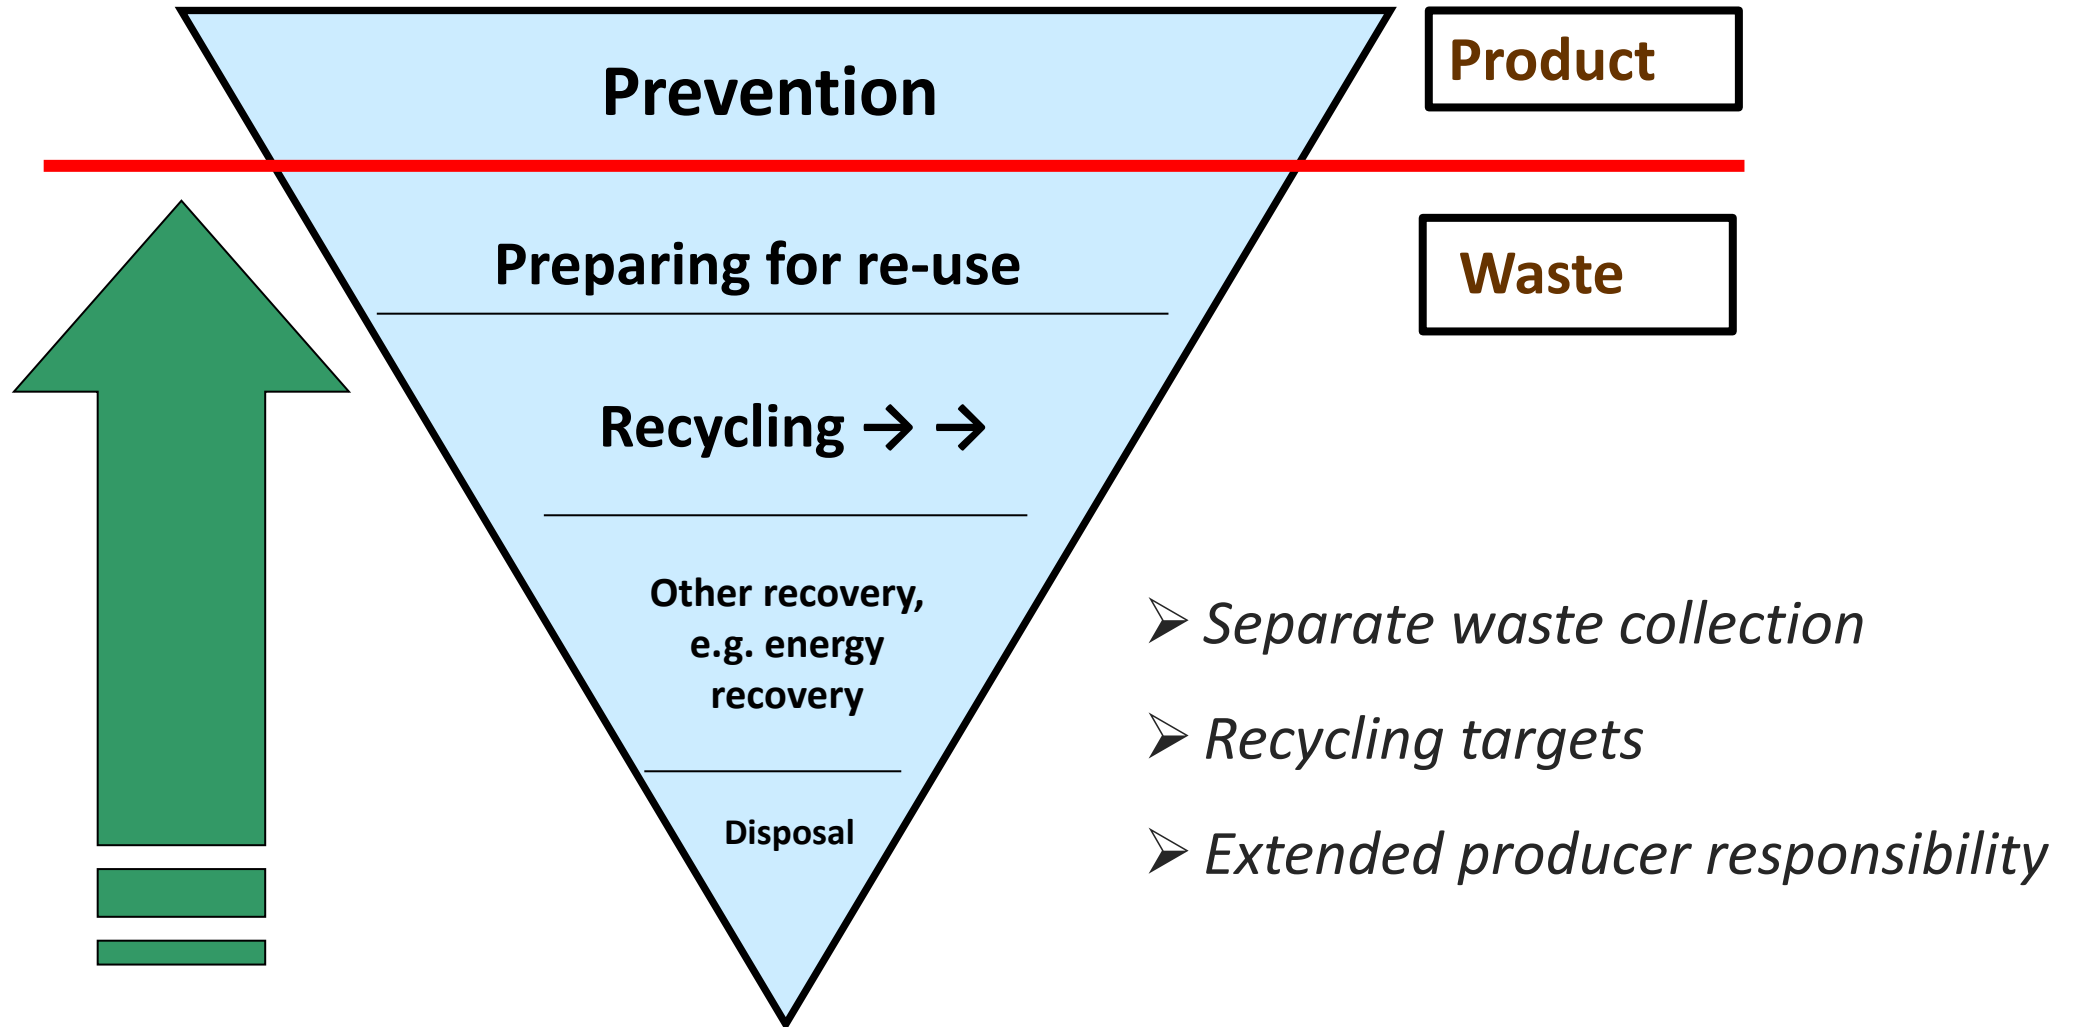 Prevention
Product
Preparing for re-use
Waste
Recycling → →
Other recovery,
e.g. energy
recovery
Disposal
➢ Separate waste collection
➢ Recycling targets
➢ Extended producer responsibility